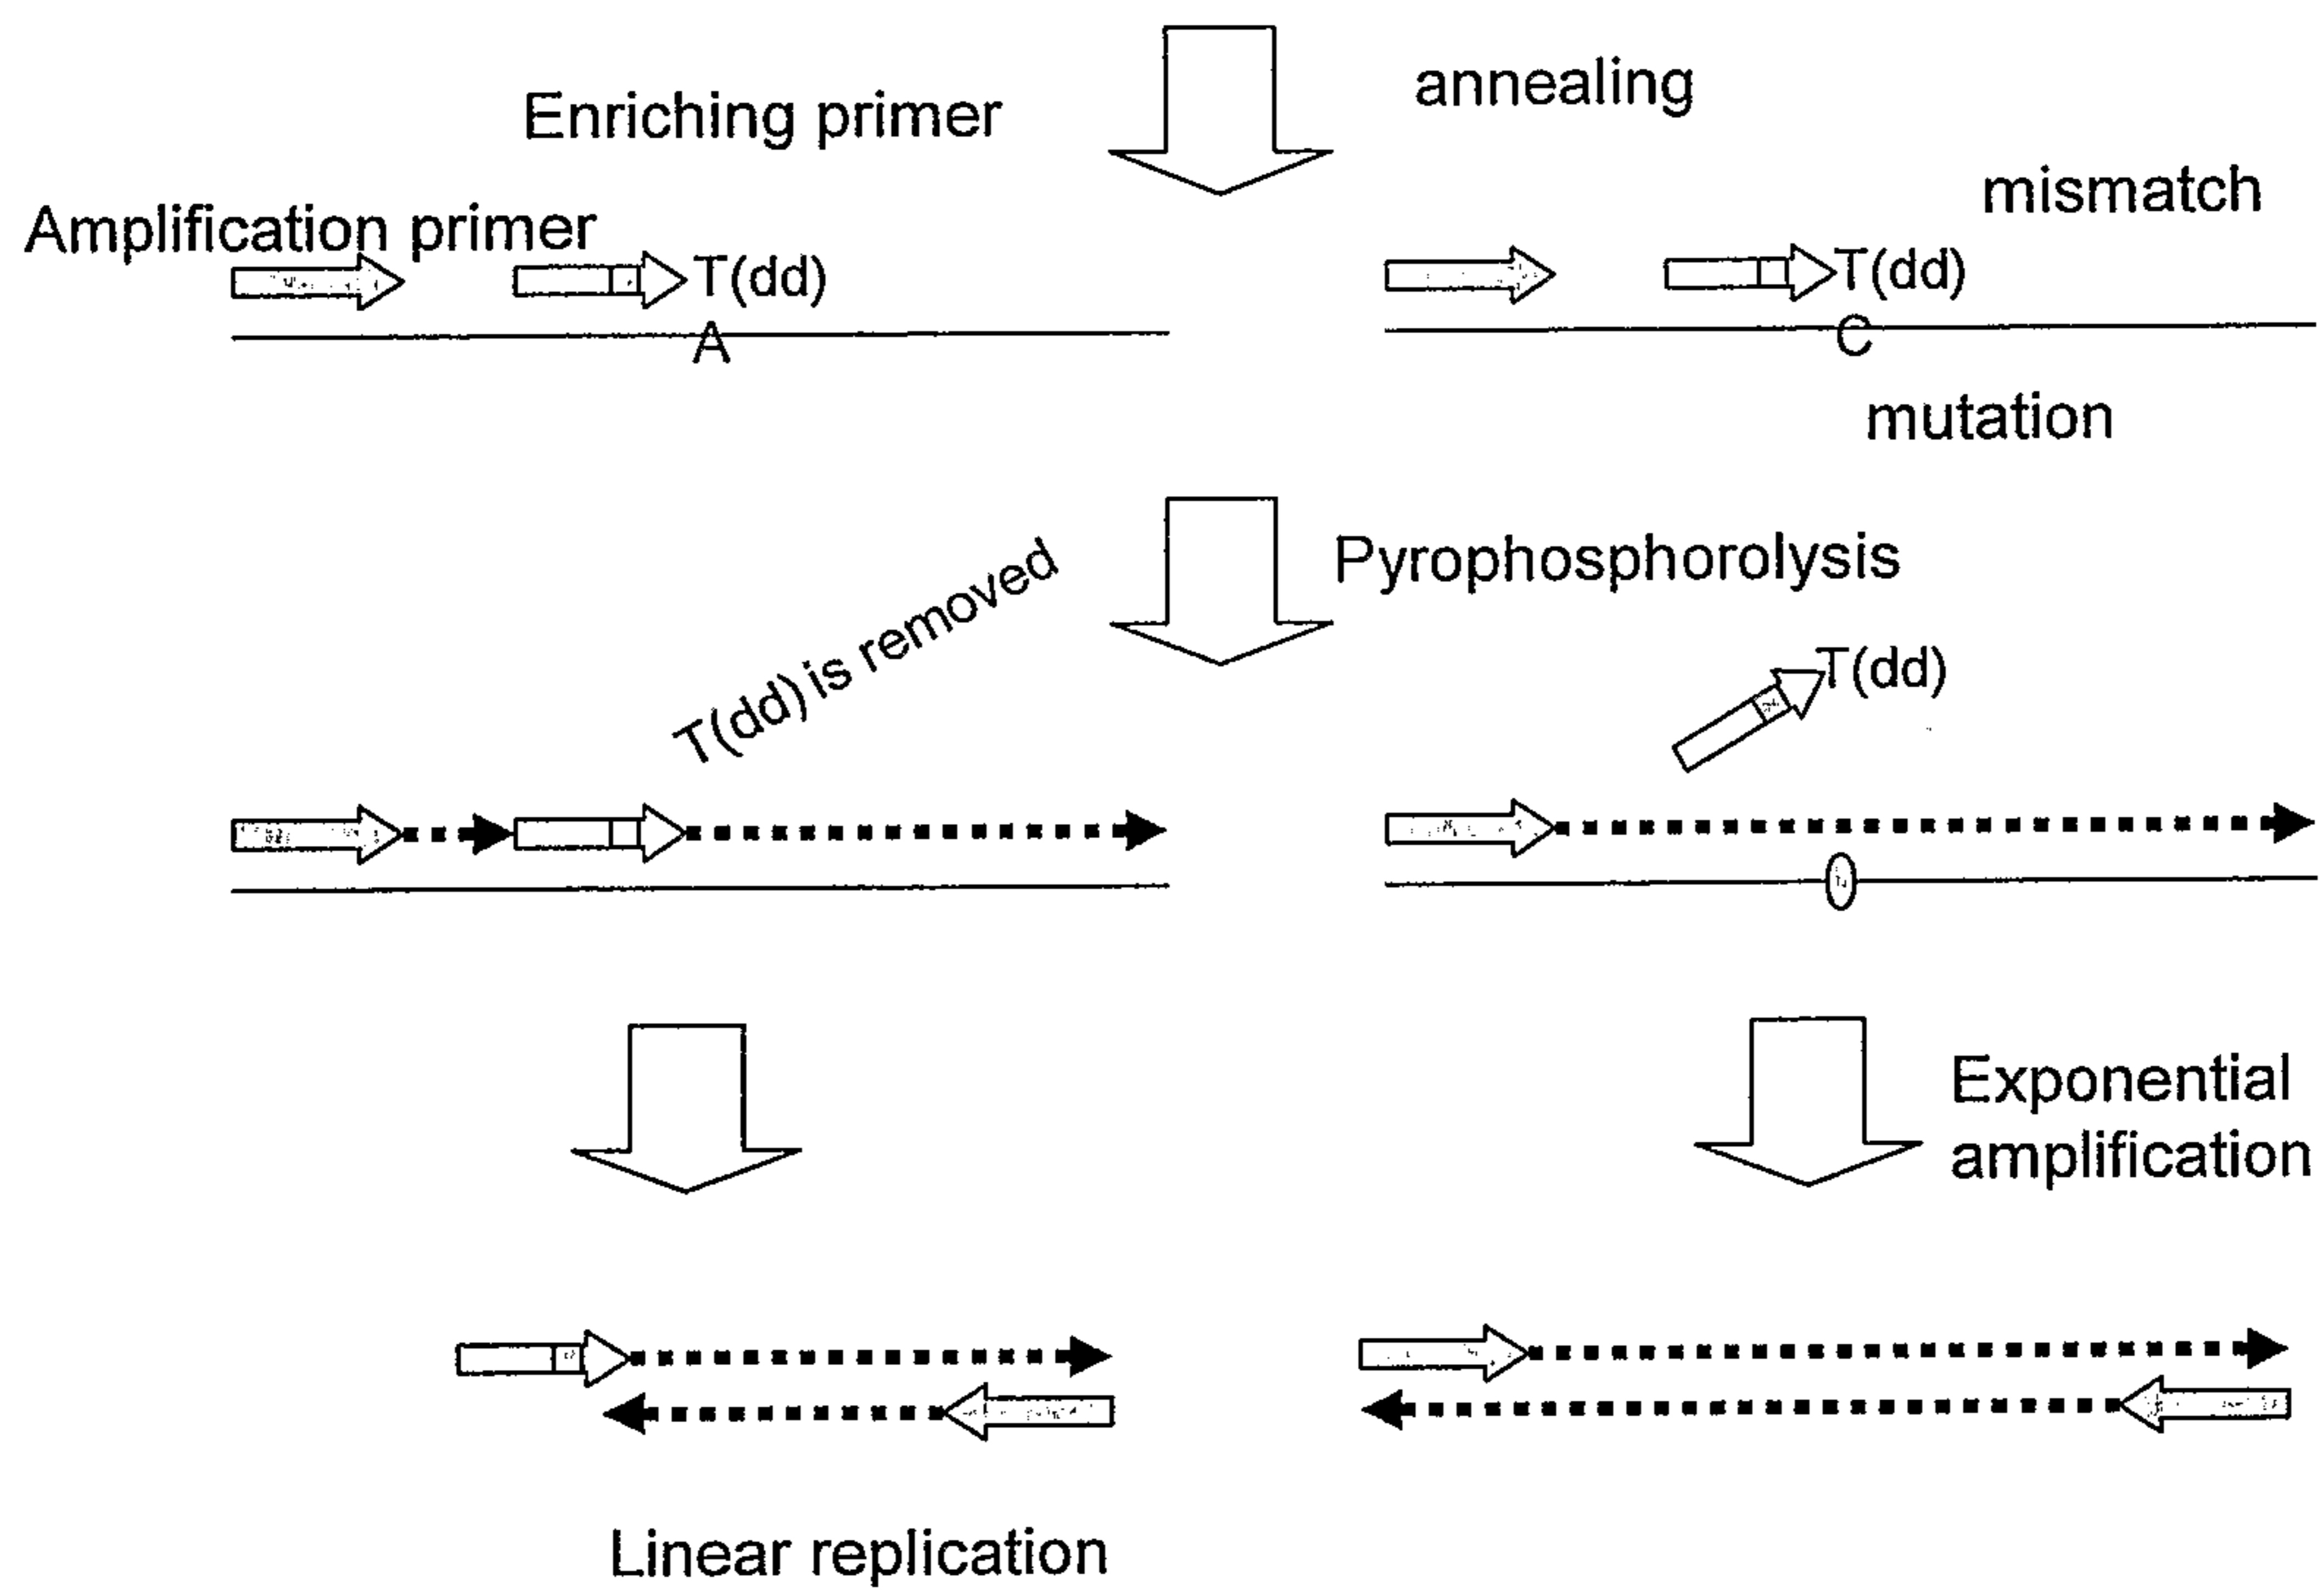 annealing
Enriching primer
mismatch
Amplification primer
T(dd)
T(dd)
A
C
mutation
Pyrophosphorolysis
T(dd) is removed
T(dd)
Exponential
amplification
Linear replication